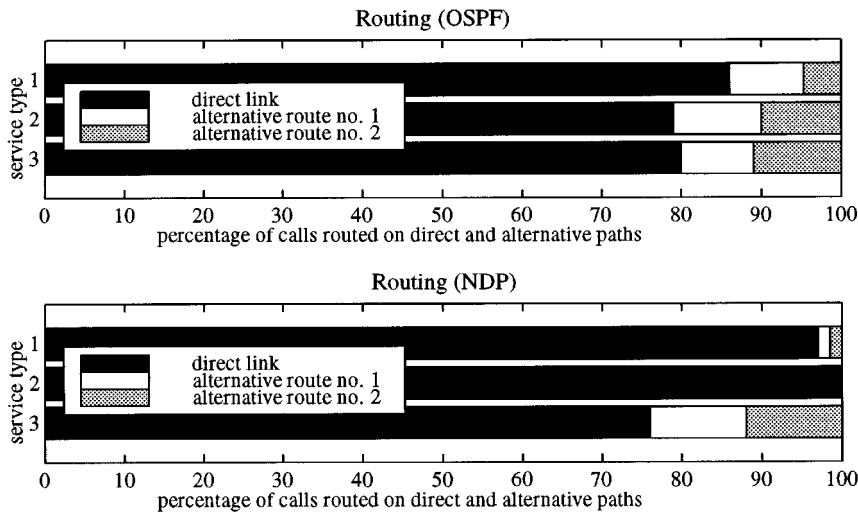 Routing (OSPF)
service type
1
2
3
direct link
alternative route no. 1
alternative route no. 2
0 10 20 30 40 50 60 70 80 90 100
percentage of calls routed on direct and alternative paths
Routing (NDP)
service type
1
2
3
direct link
alternative route no. 1
alternative route no. 2
0 10 20 30 40 50 60 70 80 90 100
percentage of calls routed on direct and alternative paths